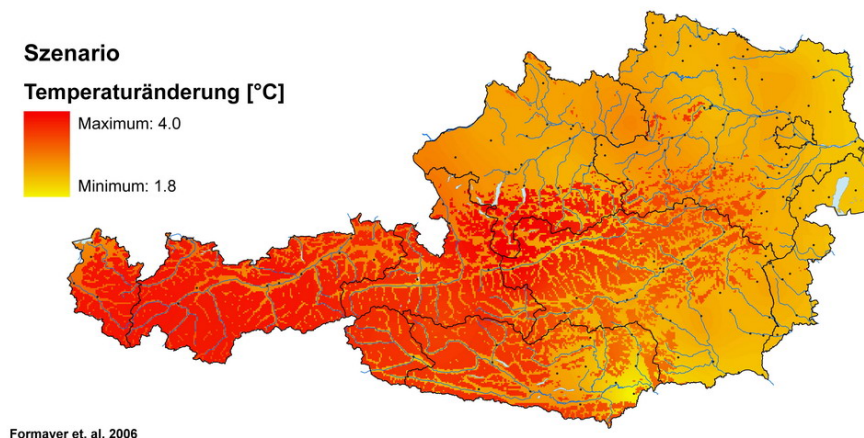 Szenario
Temperaturänderung [°C]
Maximum: 4.0
Minimum: 1.8
Formayer et. al. 2006